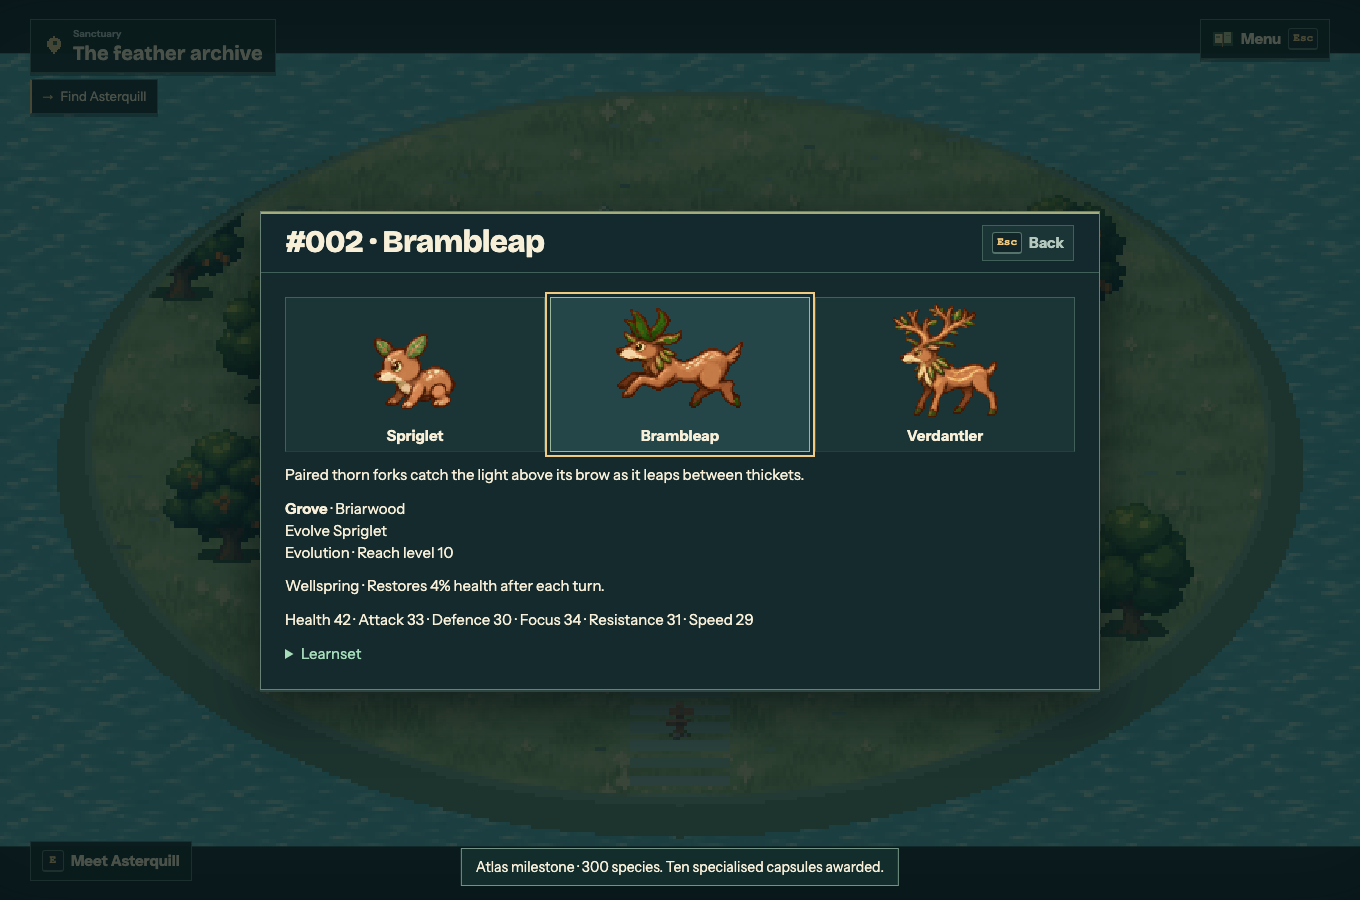 Sanctuary
The feather archive
→ Find Asterquill
Menu Esc
#002 · Brambleap
Esc Back
Spriglet
Brambleap
Verdantler
Paired thorn forks catch the light above its brow as it leaps between thickets.
Grove · Briarwood
Evolve Spriglet
Evolution · Reach level 10
Wellspring · Restores 4% health after each turn.
Health 42 · Attack 33 · Defence 30 · Focus 34 · Resistance 31 · Speed 29
▶ Learnset
E Meet Asterquill
Atlas milestone · 300 species. Ten specialised capsules awarded.